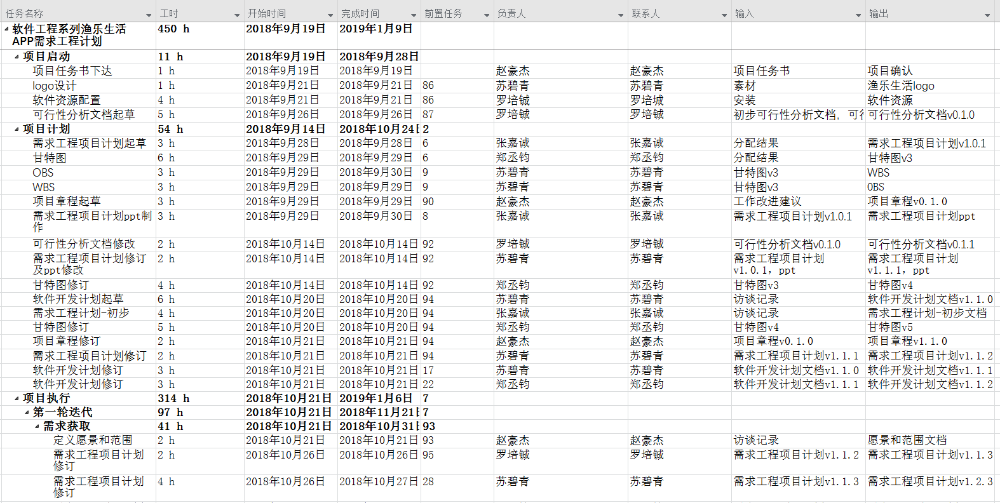 任务名称 工时 开始时间 完成时间 前置任务 负责人 联系人 输入 输出
软件工程系列渔乐生活 450 h 2018年9月19日 2019年1月9日
APP需求工程计划
项目启动 11 h 2018年9月19日 2018年9月28日
项目任务书下达 1 h 2018年9月19日 2018年9月19日 赵豪杰 赵豪杰 项目任务书 项目确认
logo设计 1 h 2018年9月21日 2018年9月21日 86 苏碧青 苏碧青 素材 渔乐生活logo
软件资源配置 4 h 2018年9月21日 2018年9月21日 86 罗培铖 罗培城 安装 软件资源
可行性分析文档起草 5 h 2018年9月26日 2018年9月26日 87 罗培铖 罗培铖 初步可行性分析文档，可行 可行性分析文档v0.1.0
项目计划 54 h 2018年9月14日 2018年10月24日 2
需求工程项目计划起草 3 h 2018年9月28日 2018年9月28日 6 张嘉诚 张嘉诚 分配结果 需求工程项目计划v1.0.1
甘特图 6 h 2018年9月29日 2018年9月29日 6 郑丞钧 郑丞钧 分配结果 甘特图v3
OBS 3 h 2018年9月29日 2018年9月30日 9 苏碧青 苏碧青 甘特图v3 WBS
WBS 3 h 2018年9月29日 2018年9月29日 9 苏碧青 苏碧青 甘特图v3 OBS
项目章程起草 3 h 2018年9月29日 2018年9月29日 90 赵豪杰 赵豪杰 工作改进建议 项目章程v0.1.0
需求工程项目计划ppt制 3 h 2018年9月29日 2018年9月30日 8 张嘉诚 张嘉诚 需求工程项目计划v1.0.1 需求工程项目计划ppt
作
可行性分析文档修改 2 h 2018年10月14日 2018年10月14日 92 罗培铖 罗培铖 可行性分析文档v0.1.0 可行性分析文档v0.1.1
需求工程项目计划修订 2 h 2018年10月14日 2018年10月14日 92 苏碧青 苏碧青 需求工程项目计划 需求工程项目计划
及ppt修改 v1.0.1，ppt v1.1.1，ppt
甘特图修订 4 h 2018年10月14日 2018年10月14日 92 郑丞钧 郑丞钧 甘特图v3 甘特图v4
软件开发计划起草 6 h 2018年10月20日 2018年10月20日 94 苏碧青 苏碧青 访谈记录 软件开发计划文档v1.1.0
需求工程计划-初步 4 h 2018年10月20日 2018年10月20日 94 张嘉诚 张嘉诚 访谈记录 需求工程计划-初步文档
甘特图修订 5 h 2018年10月20日 2018年10月20日 94 郑丞钧 郑丞钧 甘特图v4 甘特图v5
项目章程修订 2 h 2018年10月21日 2018年10月21日 94 赵豪杰 赵豪杰 项目章程v0.1.0 项目章程v1.1.0
需求工程项目计划修订 2 h 2018年10月21日 2018年10月21日 94 苏碧青 苏碧青 需求工程项目计划v1.1.1 需求工程项目计划v1.1.2
软件开发计划修订 3 h 2018年10月21日 2018年10月21日 17 苏碧青 苏碧青 软件开发计划文档v1.1.0 软件开发计划文档v1.1.1
软件开发计划修订 3 h 2018年10月21日 2018年10月21日 22 郑丞钧 郑丞钧 软件开发计划文档v1.1.1 软件开发计划文档v1.1.2
项目执行 314 h 2018年10月21日 2019年1月6日 7
第一轮迭代 97 h 2018年10月21日 2018年11月21日 7
需求获取 41 h 2018年10月21日 2018年10月31日 93
定义愿景和范围 2 h 2018年10月21日 2018年10月21日 93 赵豪杰 赵豪杰 访谈记录 愿景和范围文档
需求工程项目计划 2 h 2018年10月26日 2018年10月26日 95 罗培铖 罗培铖 需求工程项目计划v1.1.2 需求工程项目计划v1.1.3
修订
需求工程项目计划 4 h 2018年10月26日 2018年10月27日 28 苏碧青 苏碧青 需求工程项目计划v1.1.3 需求工程项目计划v1.2.3
修订